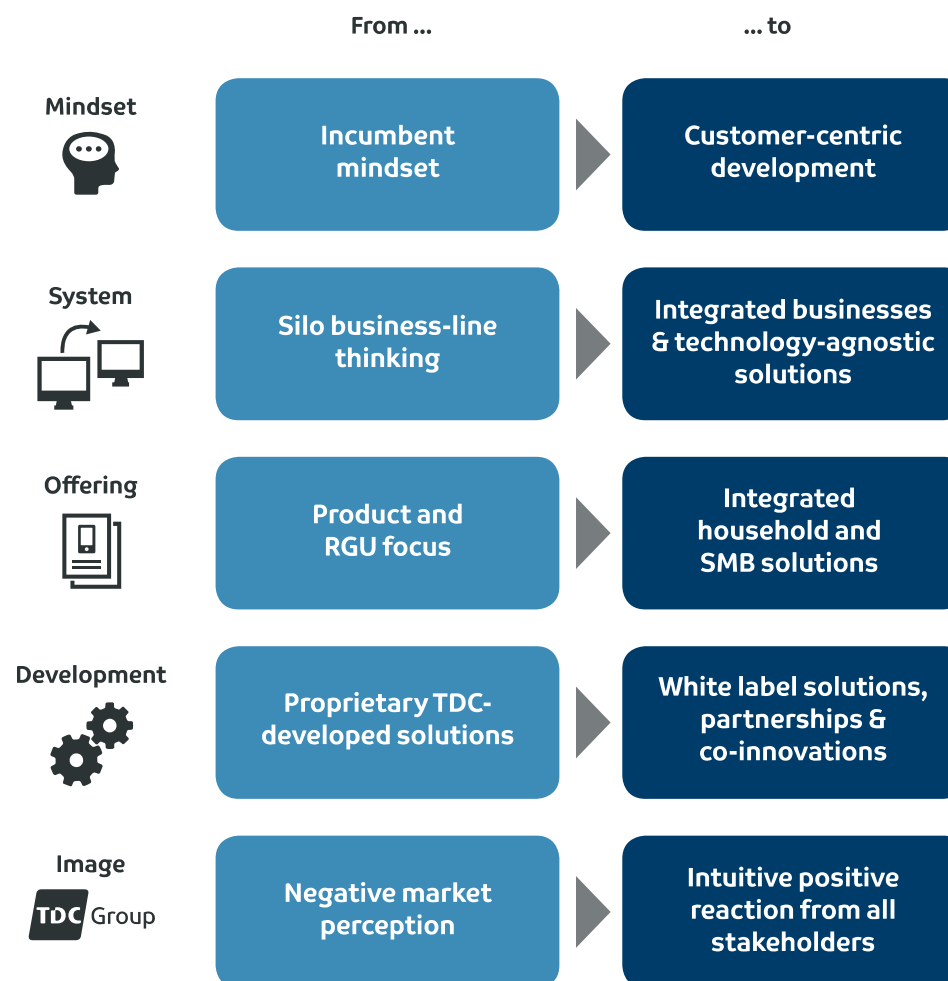 From ...
... to
Mindset
Incumbent
mindset
Customer-centric
development
System
Silo business-line
thinking
Integrated businesses
& technology-agnostic
solutions
Offering
Product and
RGU focus
Integrated
household and
SMB solutions
Development
Proprietary TDC-
developed solutions
White label solutions,
partnerships &
co-innovations
Image
TDC Group
Negative market
perception
Intuitive positive
reaction from all
stakeholders